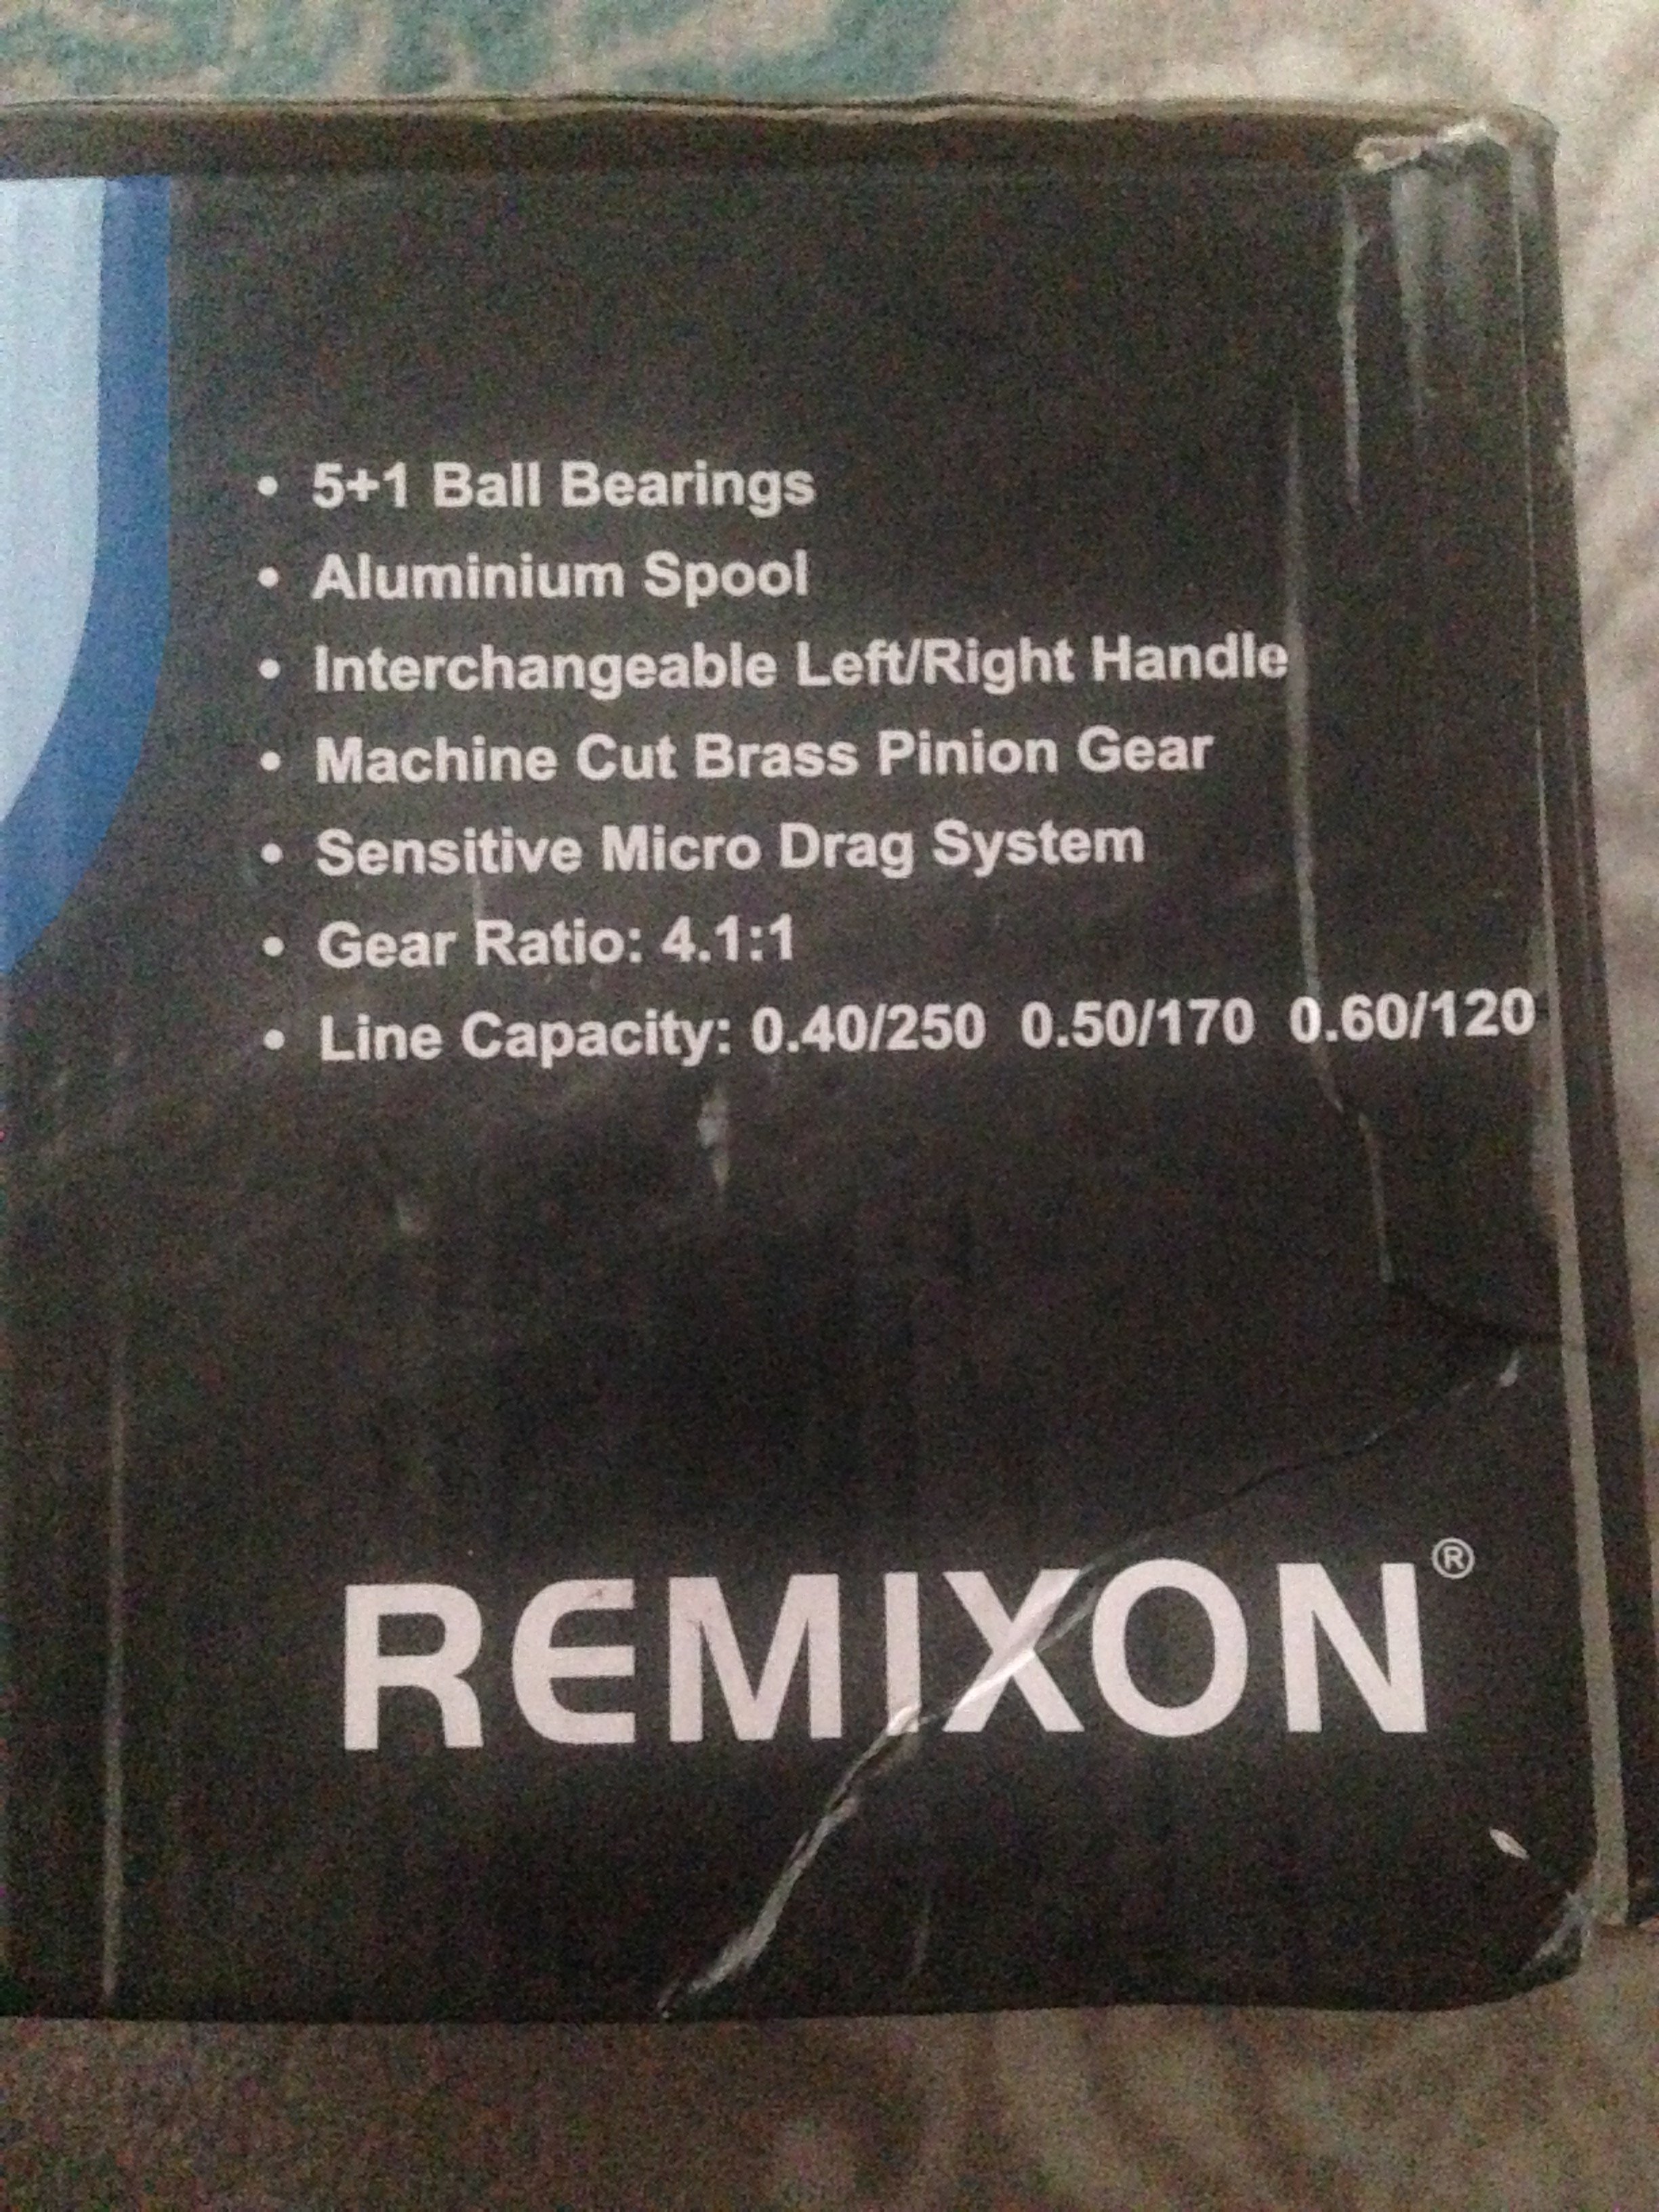 • 5+1 Ball Bearings
• Aluminium Spool
• Interchangeable Left/Right Handle
• Machine Cut Brass Pinion Gear
• Sensitive Micro Drag System
• Gear Ratio: 4.1:1
• Line Capacity: 0.40/250 0.50/170 0.60/120
REMIXON®